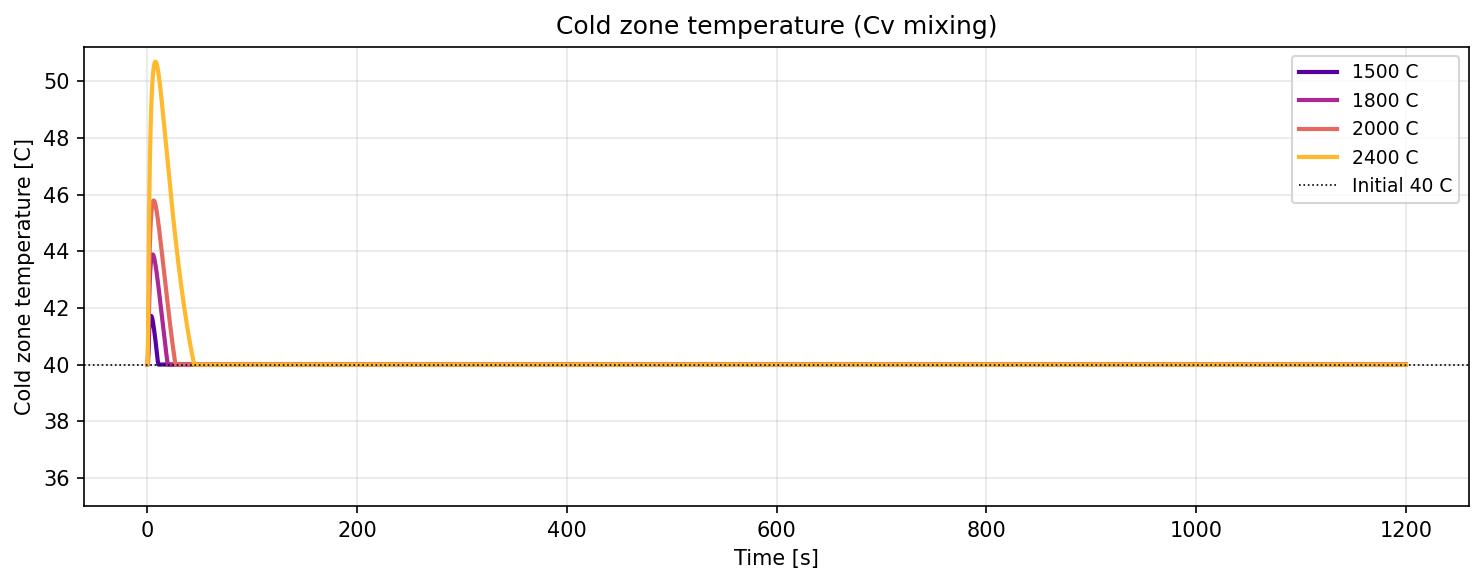 Cold zone temperature (Cv mixing)
Cold zone temperature [C]
50
48
46
44
42
40
38
36
1500 C
1800 C
2000 C
2400 C
Initial 40 C
0
200
400
600
800
1000
1200
Time [s]